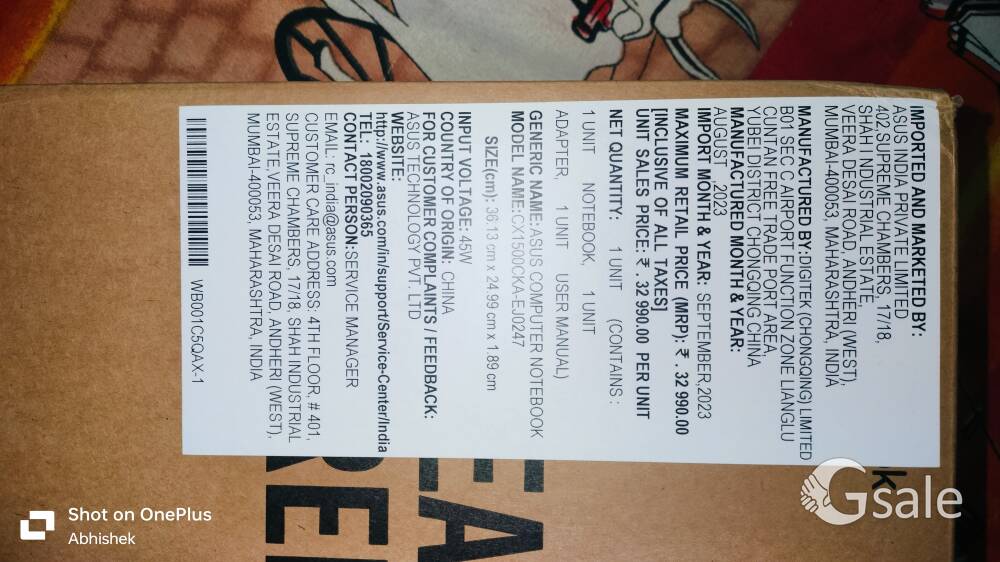 IMPORTED AND MARKETED BY:
ASUS INDIA PRIVATE LIMITED
402,SUPREME CHAMBERS, 17/18,
SHAH INDUSTRIAL ESTATE,
VEERA DESAI ROAD, ANDHERI (WEST),
MUMBAI-400053, MAHARASHTRA, INDIA
MANUFACTURED BY:DIGITEK (CHONGQING) LIMITED
B01 SEC C AIRPORT FUNCTION ZONE LIANGLU
CUNTAN FREE TRADE PORT AREA,
YUBEI DISTRICT CHONGQING CHINA
MANUFACTURED MONTH & YEAR:
AUGUST ,2023
IMPORT MONTH & YEAR: SEPTEMBER,2023
MAXIMUM RETAIL PRICE (MRP): ₹ . 32 990.00
[INCLUSIVE OF ALL TAXES]
UNIT SALES PRICE:₹ . 32 990.00 PER UNIT
NET QUANTITY: 1 UNIT (CONTAINS :
1 UNIT NOTEBOOK, 1 UNIT
ADAPTER, 1 UNIT USER MANUAL)
GENERIC NAME:ASUS COMPUTER NOTEBOOK
MODEL NAME:CX1500CKA-EJ0247
SIZE(cm): 36.13 cm x 24.99 cm x 1.89 cm
INPUT VOLTAGE: 45W
COUNTRY OF ORIGIN: CHINA
FOR CUSTOMER COMPLAINTS / FEEDBACK:
ASUS TECHNOLOGY PVT. LTD
WEBSITE:
http://www.asus.com/in/support/Service-Center/India
TEL: 18002090365
CONTACT PERSON:SERVICE MANAGER
EMAIL: rc_india@asus.com
CUSTOMER CARE ADDRESS: 4TH FLOOR, # 401,
SUPREME CHAMBERS, 17/18, SHAH INDUSTRIAL
ESTATE,VEERA DESAI ROAD, ANDHERI (WEST),
MUMBAI-400053, MAHARASHTRA, INDIA
WB001C5QAX-1
k
EA
RE
Gsale
Shot on OnePlus
Abhishek